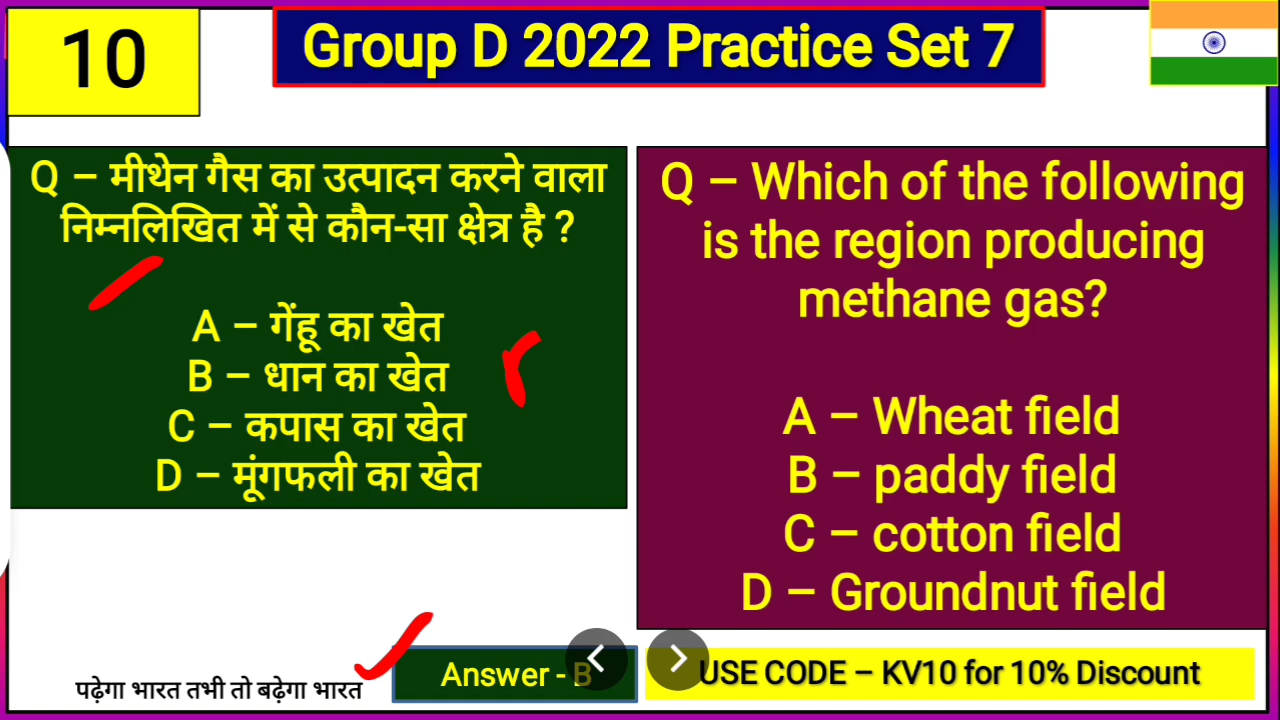 10
Group D 2022 Practice Set 7
Q – मीथेन गैस का उत्पादन करने वाला
निम्नलिखित में से कौन-सा क्षेत्र है ?
A – गेंहू का खेत
B – धान का खेत
C – कपास का खेत
D – मूंगफली का खेत
Q – Which of the following
is the region producing
methane gas?
A – Wheat field
B – paddy field
C – cotton field
D – Groundnut field
पढ़ेगा भारत तभी तो बढ़ेगा भारत
Answer - B
USE CODE – KV10 for 10% Discount